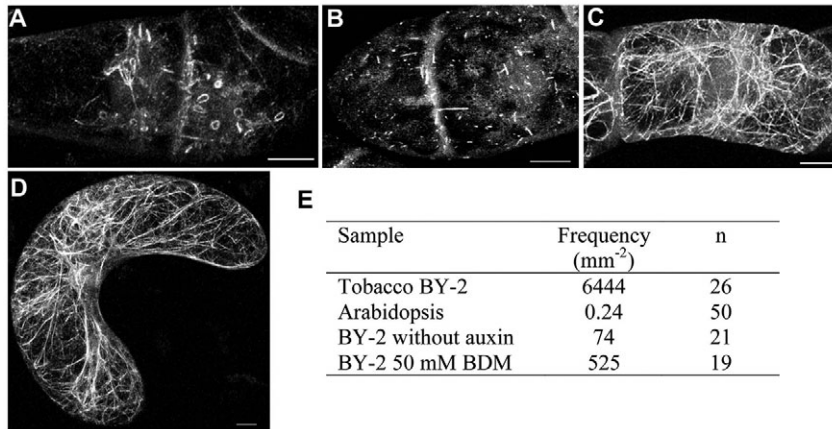 A
B
C
D
E
Sample Frequency (mm⁻²) n
Tobacco BY-2 6444 26
Arabidopsis 0.24 50
BY-2 without auxin 74 21
BY-2 50 mM BDM 525 19